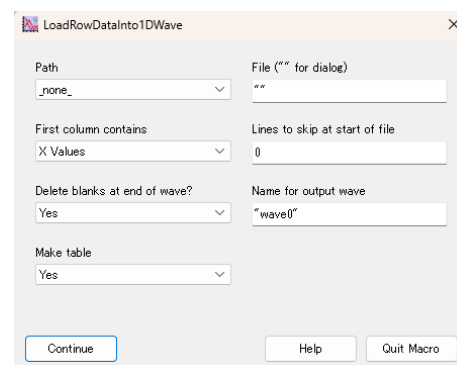 LoadRowDataInto1DWave
Path
File ("" for dialog)
_none_
""
First column contains
Lines to skip at start of file
X Values
0
Delete blanks at end of wave?
Name for output wave
Yes
"wave0"
Make table
Yes
Continue
Help
Quit Macro